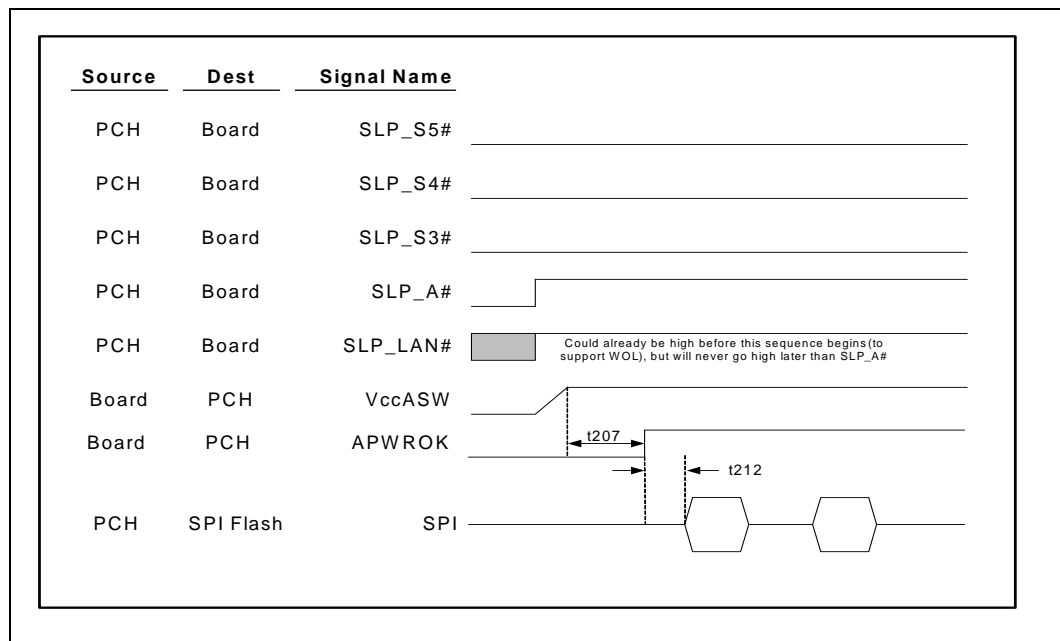 Source Dest Signal Name
PCH Board SLP_S5#
PCH Board SLP_S4#
PCH Board SLP_S3#
PCH Board SLP_A#
PCH Board SLP_LAN#
Could already be high before this sequence begins (to
support WOL), but will never go high later than SLP_A#
Board PCH VccASW
Board PCH APWROK
t207
t212
PCH SPI Flash SPI